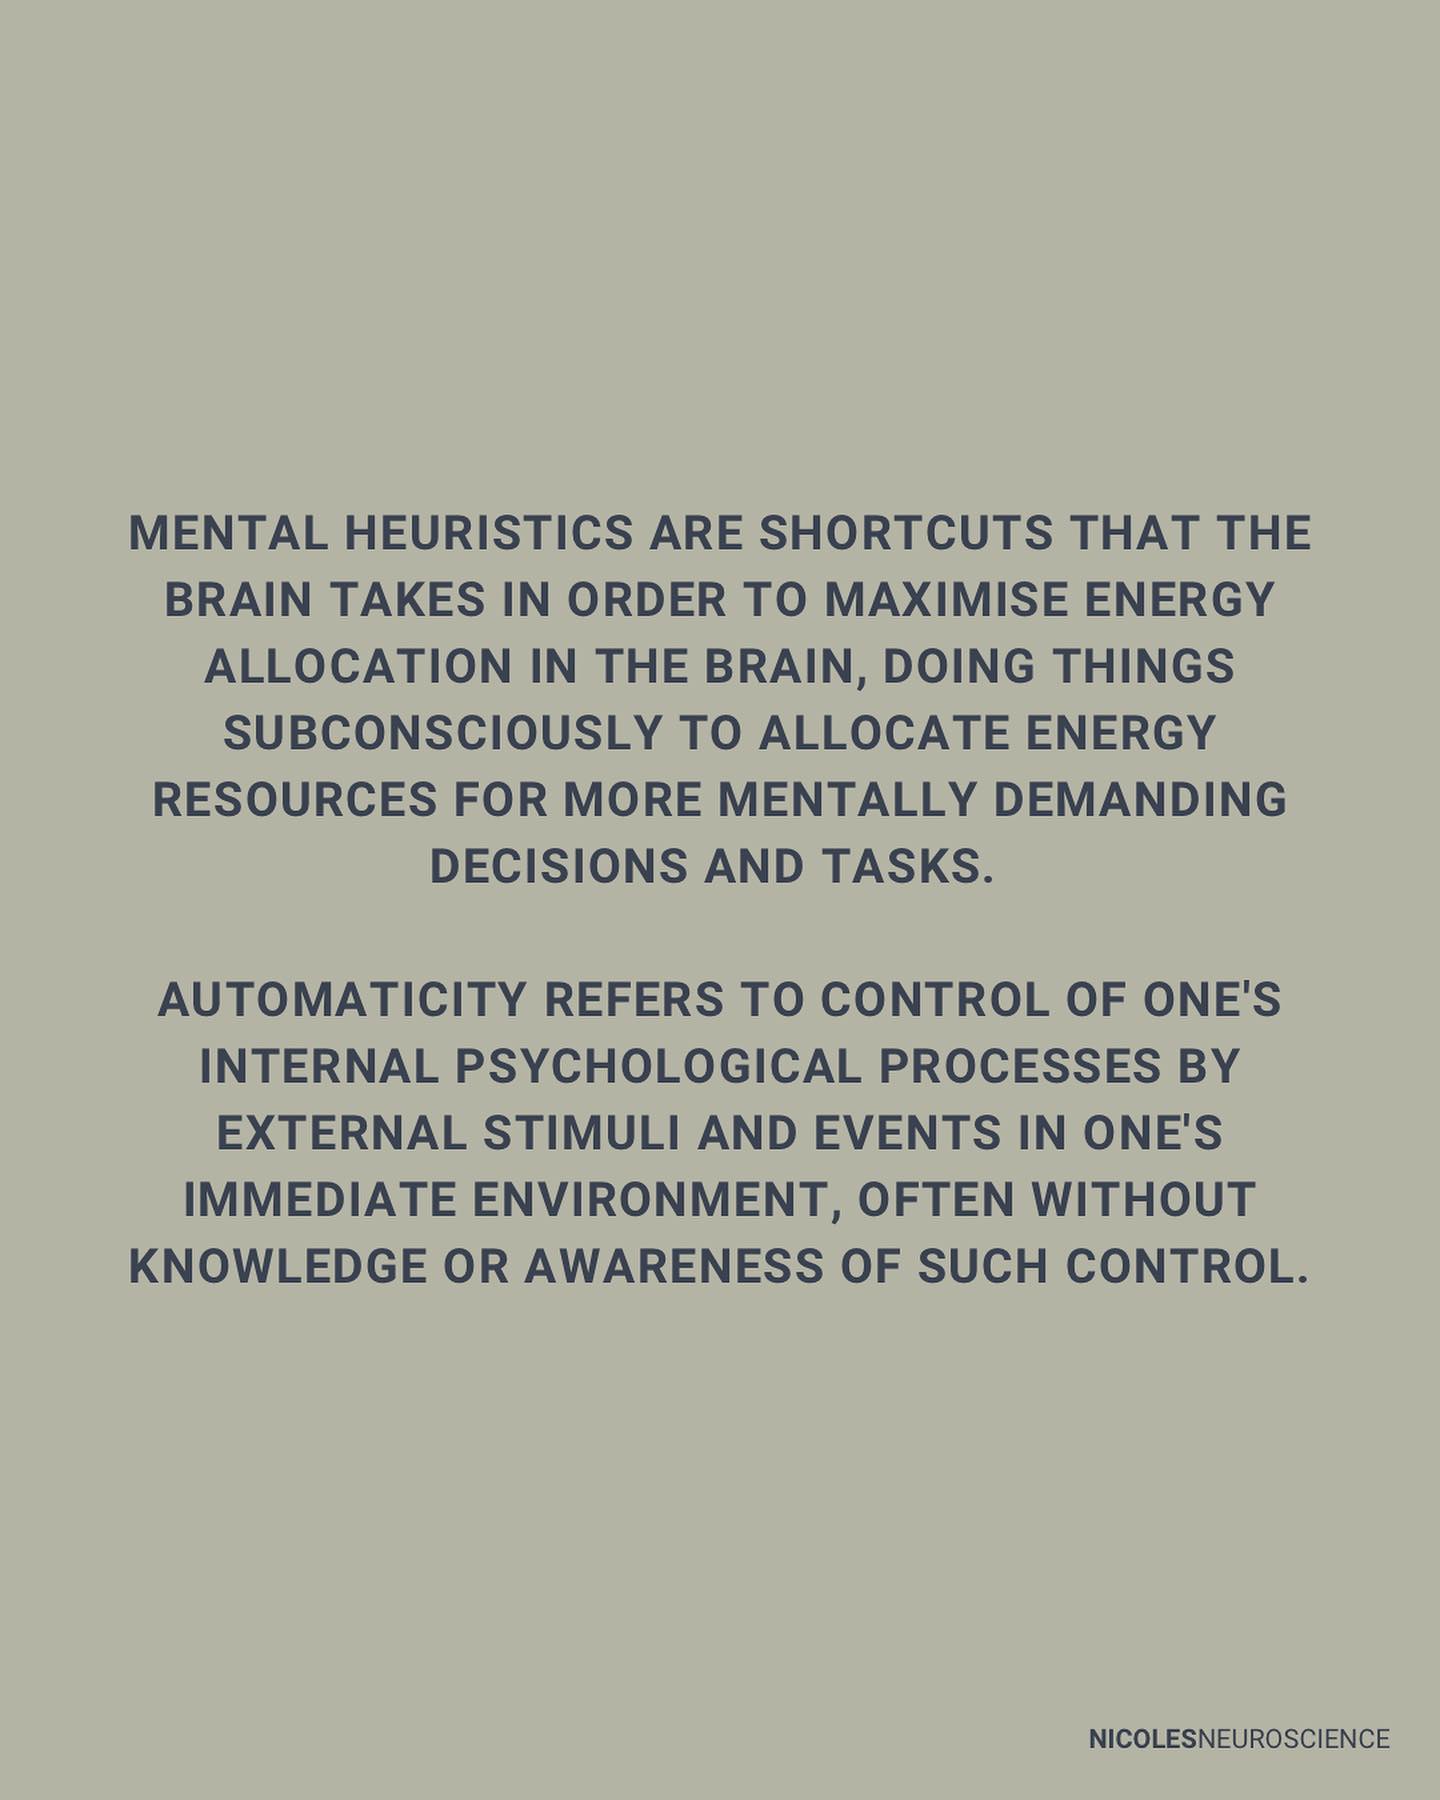 MENTAL HEURISTICS ARE SHORTCUTS THAT THE
BRAIN TAKES IN ORDER TO MAXIMISE ENERGY
ALLOCATION IN THE BRAIN, DOING THINGS
SUBCONSCIOUSLY TO ALLOCATE ENERGY
RESOURCES FOR MORE MENTALLY DEMANDING
DECISIONS AND TASKS.
AUTOMATICITY REFERS TO CONTROL OF ONE'S
INTERNAL PSYCHOLOGICAL PROCESSES BY
EXTERNAL STIMULI AND EVENTS IN ONE'S
IMMEDIATE ENVIRONMENT, OFTEN WITHOUT
KNOWLEDGE OR AWARENESS OF SUCH CONTROL.
NICOLESNEUROSCIENCE